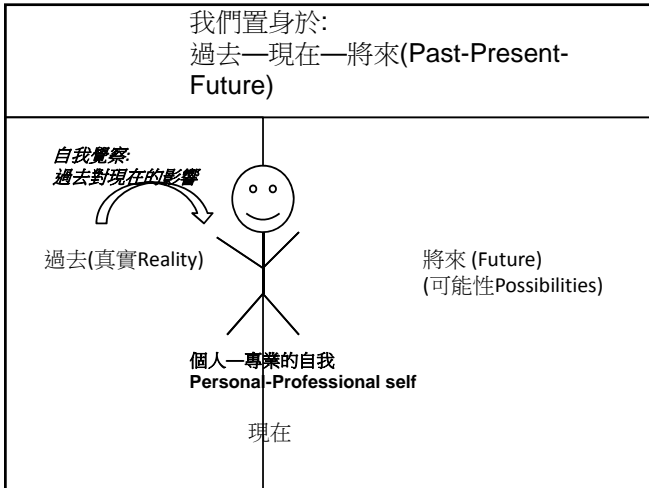 我們置身於:
過去—現在—將來(Past-Present-
Future)
自我覺察:
過去對現在的影響
過去(真實Reality)
將來 (Future)
(可能性Possibilities)
個人—專業的自我
Personal-Professional self
現在